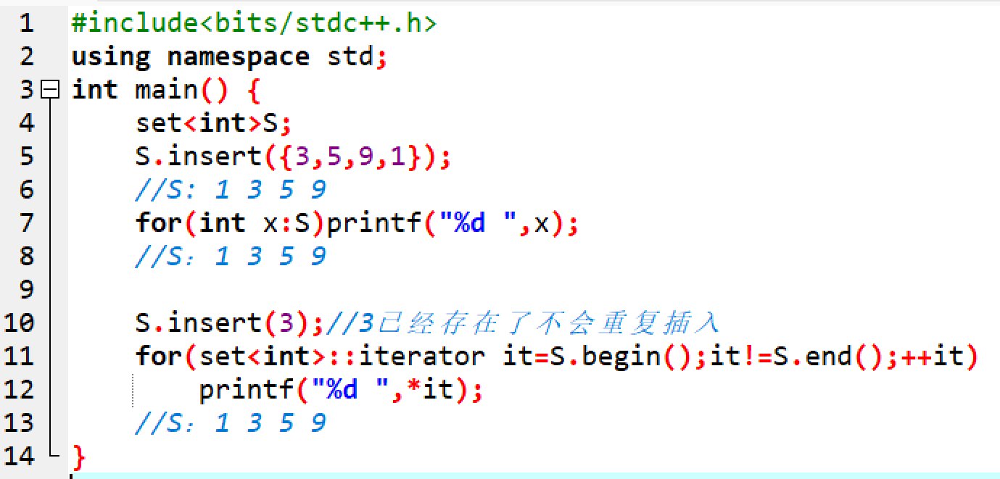 1 #include<bits/stdc++.h>
2 using namespace std;
3 int main() {
4 set<int>S;
5 S.insert({3,5,9,1});
6 //S: 1 3 5 9
7 for(int x:S)printf("%d ",x);
8 //S：1 3 5 9
9
10 S.insert(3);//3已经存在了不会重复插入
11 for(set<int>::iterator it=S.begin();it!=S.end();++it)
12 printf("%d ",*it);
13 //S：1 3 5 9
14 }